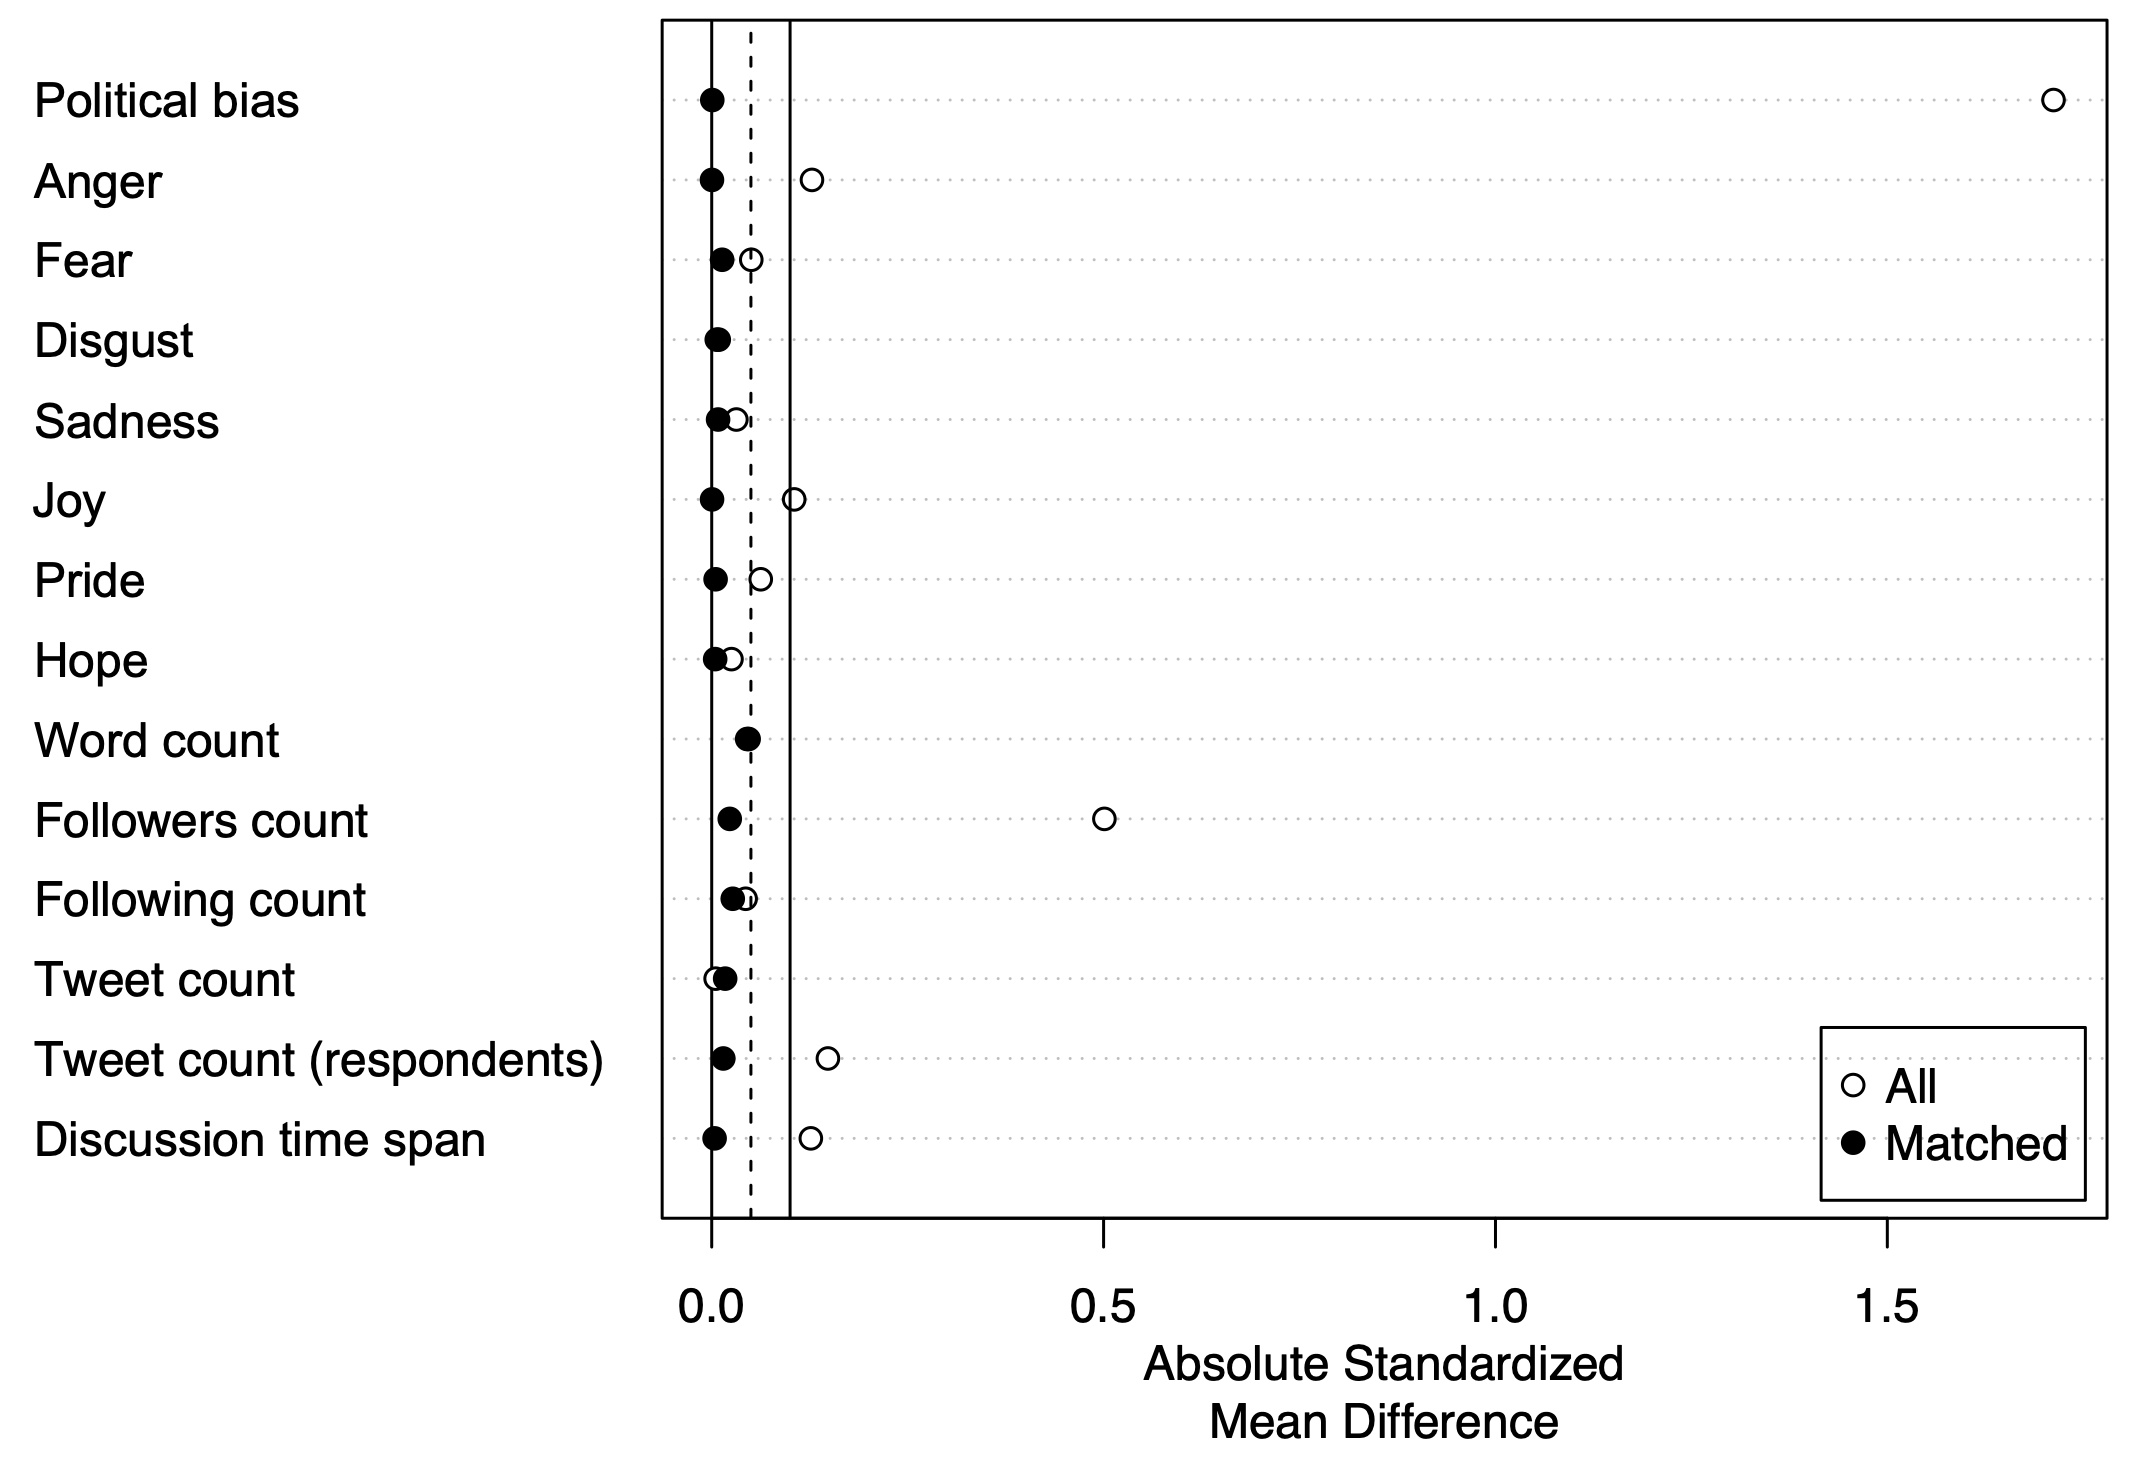 Political bias
Anger
Fear
Disgust
Sadness
Joy
Pride
Hope
Word count
Followers count
Following count
Tweet count
Tweet count (respondents)
Discussion time span
All
Matched
0.0 0.5 1.0 1.5
Absolute Standardized
Mean Difference